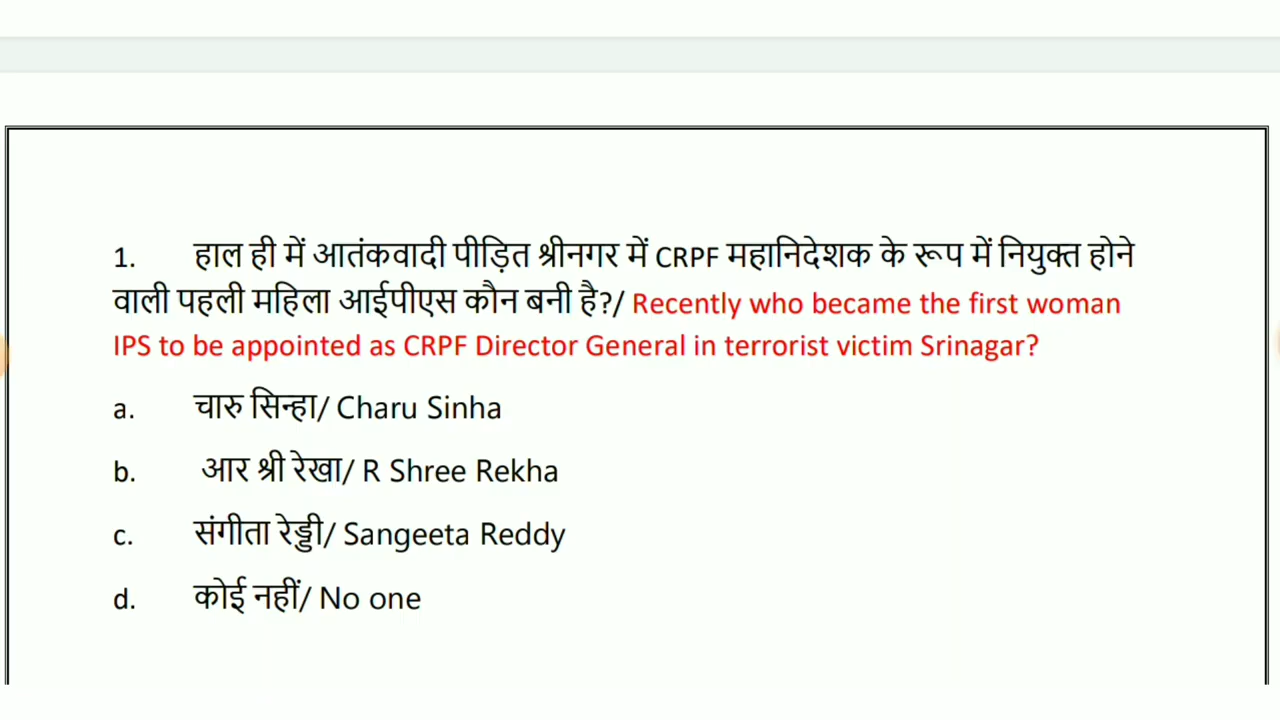 1. हाल ही में आतंकवादी पीड़ित श्रीनगर में CRPF महानिदेशक के रूप में नियुक्त होने
वाली पहली महिला आईपीएस कौन बनी है?/ Recently who became the first woman
IPS to be appointed as CRPF Director General in terrorist victim Srinagar?
a. चारु सिन्हा/ Charu Sinha
b. आर श्री रेखा/ R Shree Rekha
c. संगीता रेड्डी/ Sangeeta Reddy
d. कोई नहीं/ No one